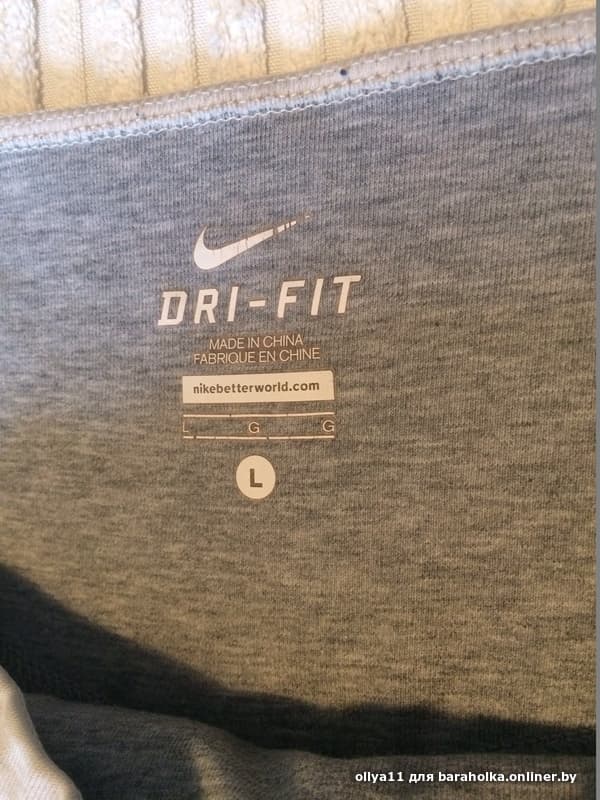 DRI-FIT
MADE IN CHINA
FABRIQUE EN CHINE
nikebetterworld.com
L G G
L
ollya11 для baraholka.onliner.by